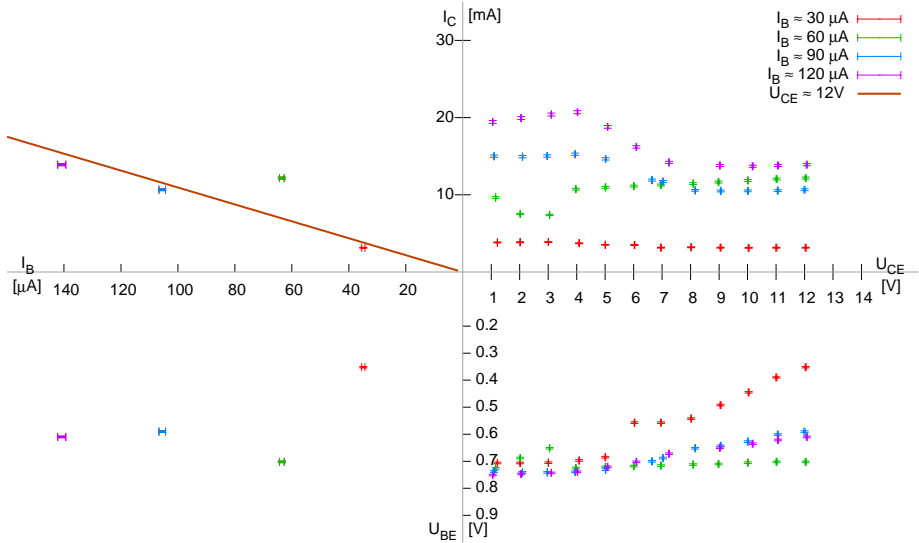 I_C [mA]
I_B ≈ 30 μA
I_B ≈ 60 μA
I_B ≈ 90 μA
I_B ≈ 120 μA
U_CE ≈ 12V
30
20
10
I_B
[μA]
140 120 100 80 60 40 20
U_CE
[V]
1 2 3 4 5 6 7 8 9 10 11 12 13 14
0.2
0.3
0.4
0.5
0.6
0.7
0.8
0.9
U_BE [V]